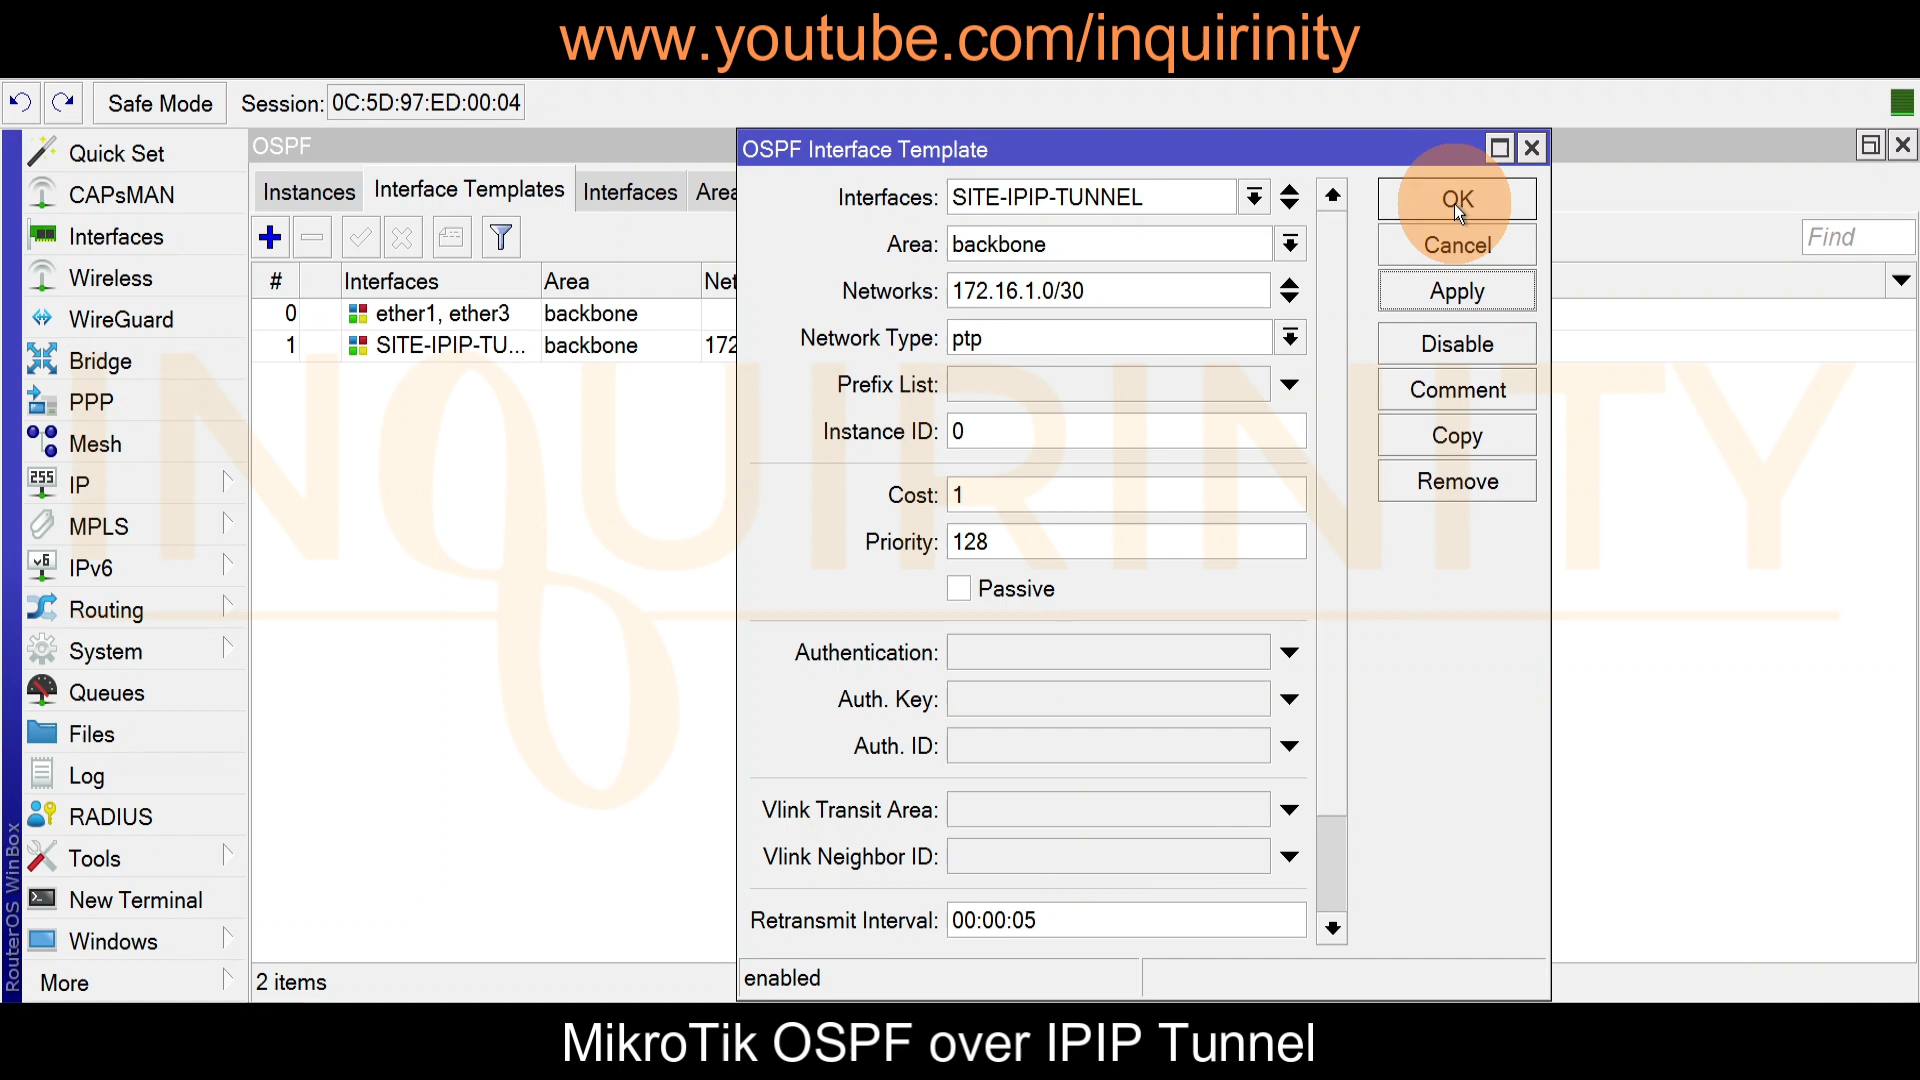 www.youtube.com/inquirinity
Safe Mode
Session: 0C:5D:97:ED:00:04
Quick Set
CAPsMAN
Interfaces
Wireless
WireGuard
Bridge
PPP
Mesh
255 IP
MPLS
v6 IPv6
Routing
System
Queues
Files
Log
RADIUS
Tools
New Terminal
Windows
More
RouterOS WinBox
OSPF
Instances Interface Templates Interfaces Area
Find
# Interfaces Area Net
0 ether1, ether3 backbone
1 SITE-IPIP-TU... backbone 172
2 items
OSPF Interface Template
Interfaces: SITE-IPIP-TUNNEL
Area: backbone
Networks: 172.16.1.0/30
Network Type: ptp
Prefix List:
Instance ID: 0
Cost: 1
Priority: 128
Passive
Authentication:
Auth. Key:
Auth. ID:
Vlink Transit Area:
Vlink Neighbor ID:
Retransmit Interval: 00:00:05
enabled
OK
Cancel
Apply
Disable
Comment
Copy
Remove
INQUIRINITY
MikroTik OSPF over IPIP Tunnel